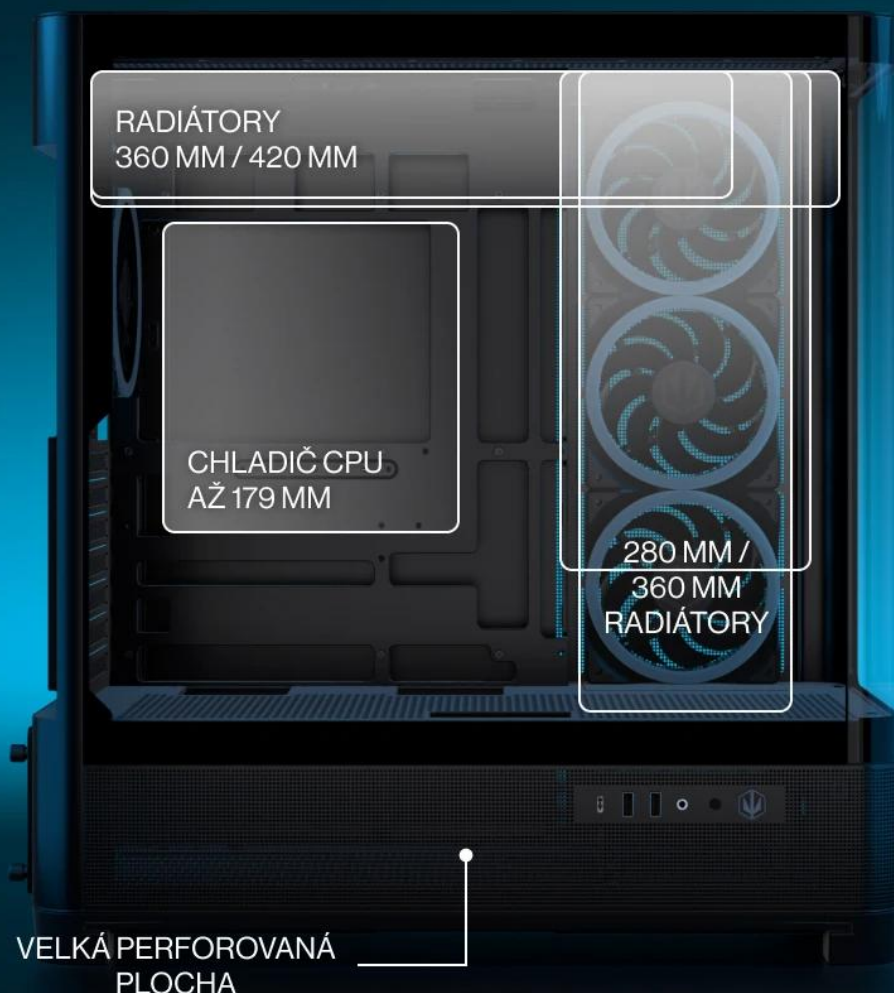 RADIÁTORY
360 MM / 420 MM
CHLADIČ CPU
AŽ 179 MM
280 MM /
360 MM
RADIÁTORY
VELKÁ PERFOROVANÁ
PLOCHA